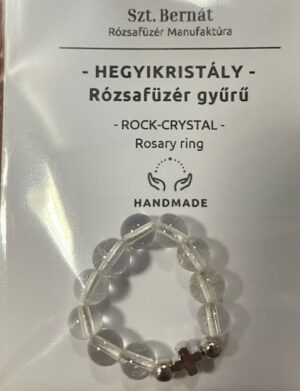 Szt. Bernát
Rózsafüzér Manufaktúra
- HEGYIKRISTÁLY -
Rózsafüzér gyűrű
- ROCK-CRYSTAL -
Rosary ring
HANDMADE